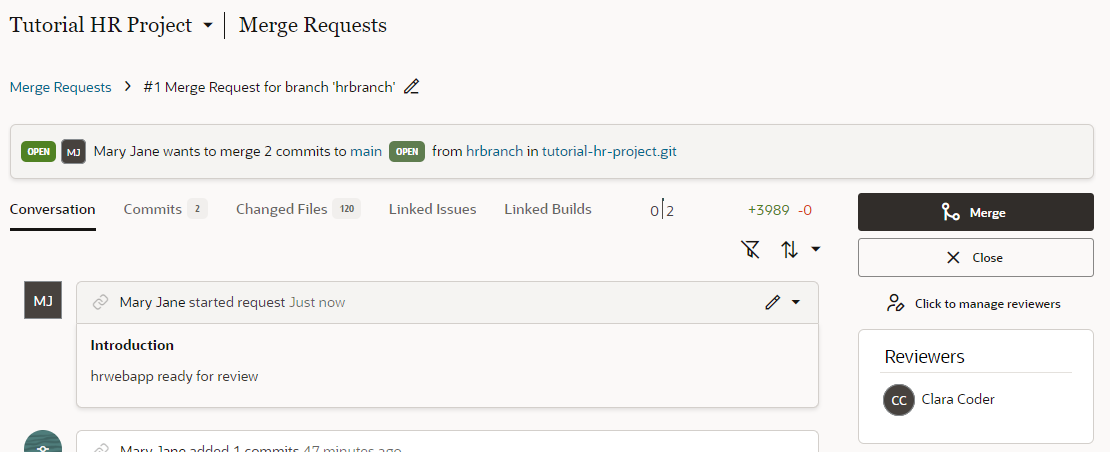 Tutorial HR Project Merge Requests
Merge Requests > #1 Merge Request for branch 'hrbranch'
OPEN MJ Mary Jane wants to merge 2 commits to main OPEN from hrbranch in tutorial-hr-project.git
Conversation Commits 2 Changed Files 120 Linked Issues Linked Builds 0 2 +3989 -0
Merge
Close
MJ Mary Jane started request Just now
Click to manage reviewers
Introduction
hrwebapp ready for review
Reviewers
CC Clara Coder
Mary Jane added 1 commits 47 minutes ago